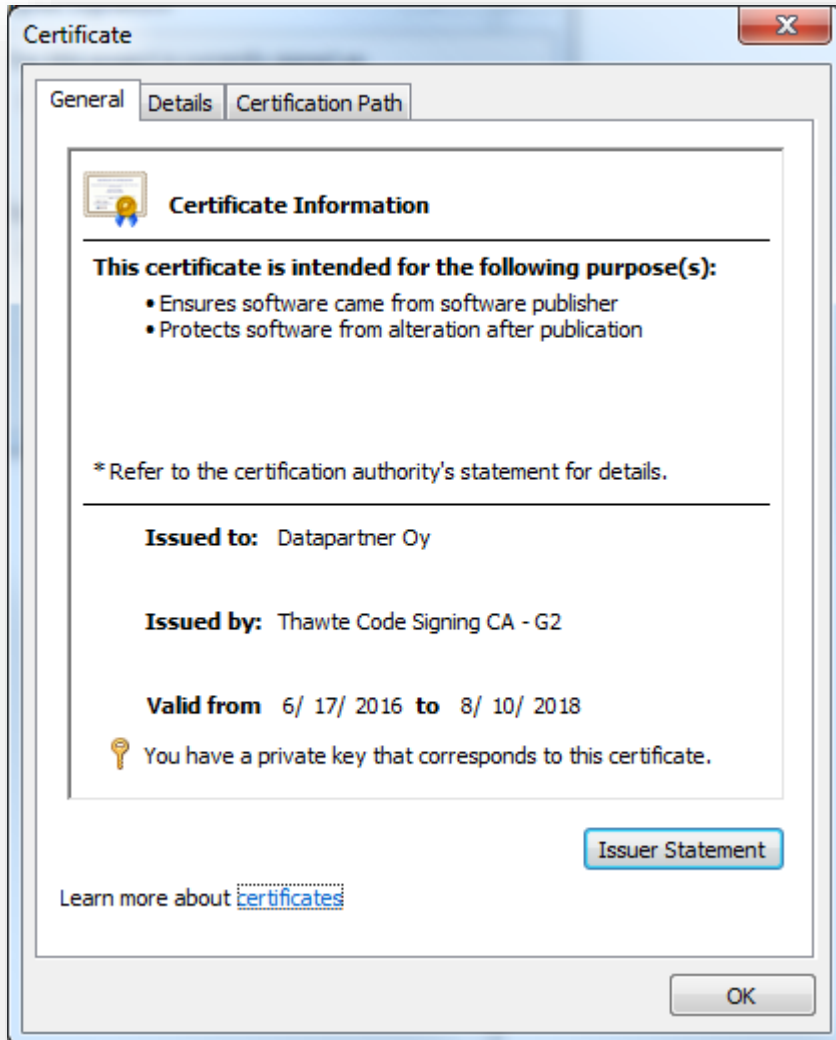 Certificate
General
Details
Certification Path
Certificate Information
This certificate is intended for the following purpose(s):
• Ensures software came from software publisher
• Protects software from alteration after publication
* Refer to the certification authority's statement for details.
Issued to: Datapartner Oy
Issued by: Thawte Code Signing CA - G2
Valid from 6/ 17/ 2016 to 8/ 10/ 2018
You have a private key that corresponds to this certificate.
Issuer Statement
Learn more about certificates
OK